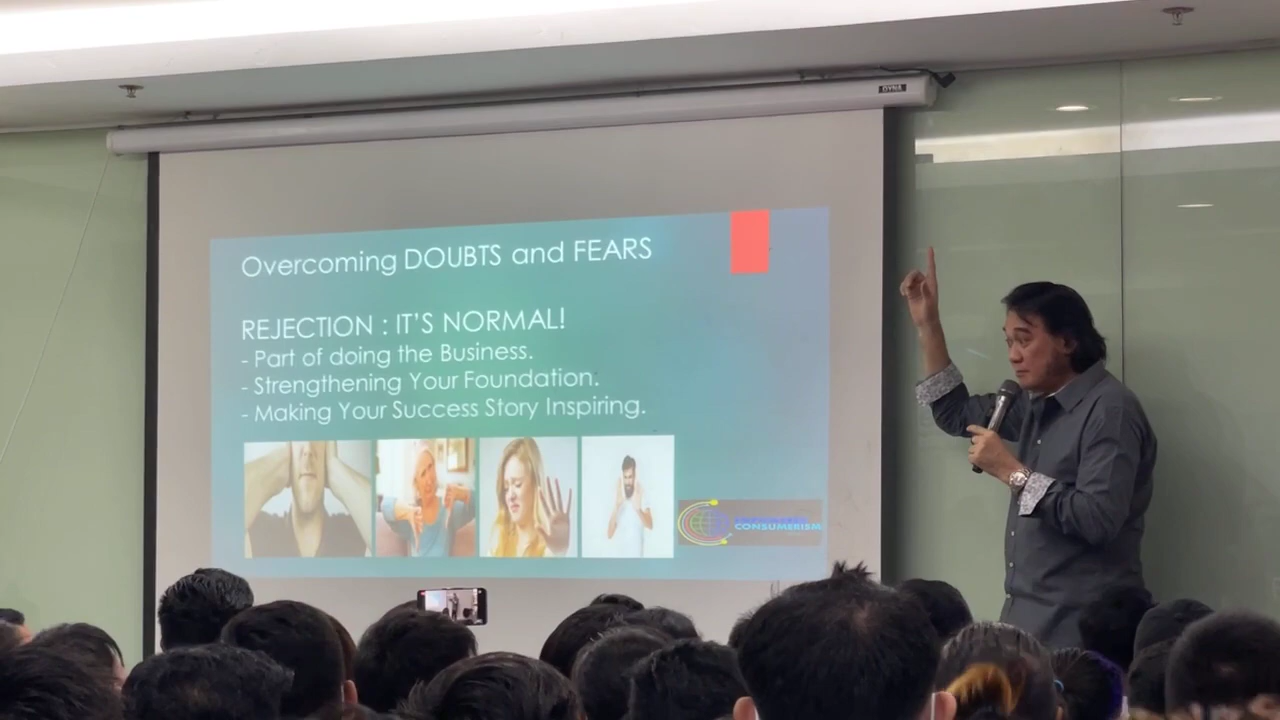 DYNA
Overcoming DOUBTS and FEARS
REJECTION : IT'S NORMAL!
- Part of doing the Business.
- Strengthening Your Foundation.
- Making Your Success Story Inspiring.
CONSUMERISM